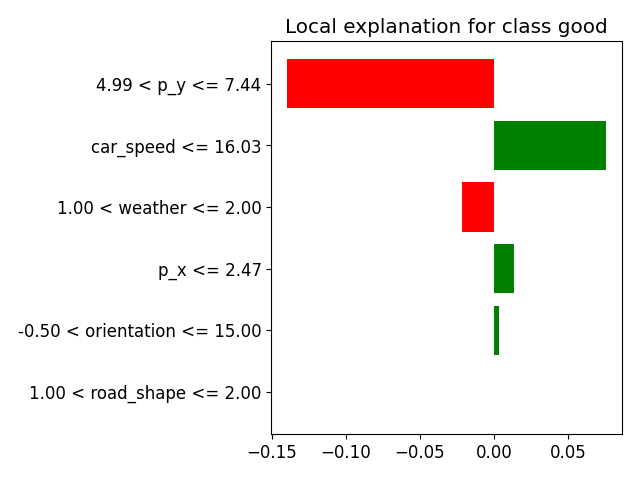 Local explanation for class good
4.99 < p_y <= 7.44
car_speed <= 16.03
1.00 < weather <= 2.00
p_x <= 2.47
-0.50 < orientation <= 15.00
1.00 < road_shape <= 2.00
−0.15 −0.10 −0.05 0.00 0.05